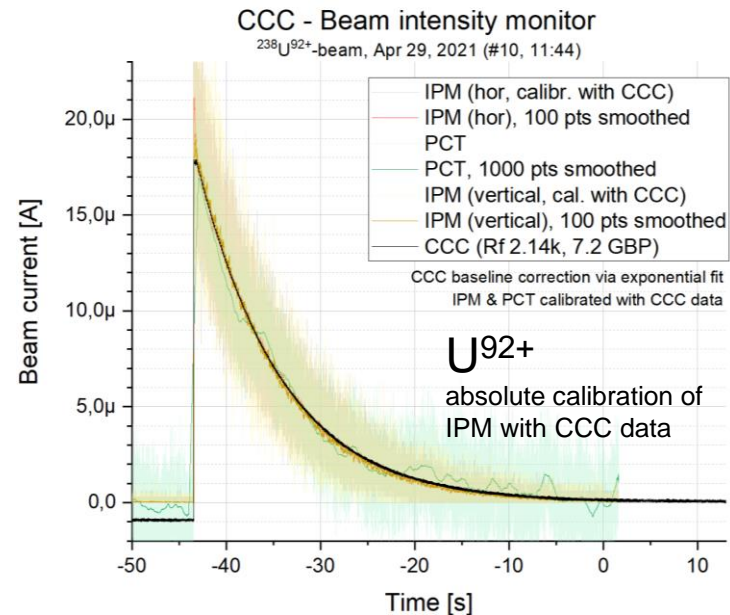 CCC - Beam intensity monitor
²³⁸U⁹²⁺-beam, Apr 29, 2021 (#10, 11:44)
IPM (hor, calibr. with CCC)
IPM (hor), 100 pts smoothed
PCT
PCT, 1000 pts smoothed
IPM (vertical, cal. with CCC)
IPM (vertical), 100 pts smoothed
CCC (Rf 2.14k, 7.2 GBP)
CCC baseline correction via exponential fit
IPM & PCT calibrated with CCC data
U⁹²⁺
absolute calibration of
IPM with CCC data
Beam current [A]
20,0µ
15,0µ
10,0µ
5,0µ
0,0
-50 -40 -30 -20 -10 0 10
Time [s]